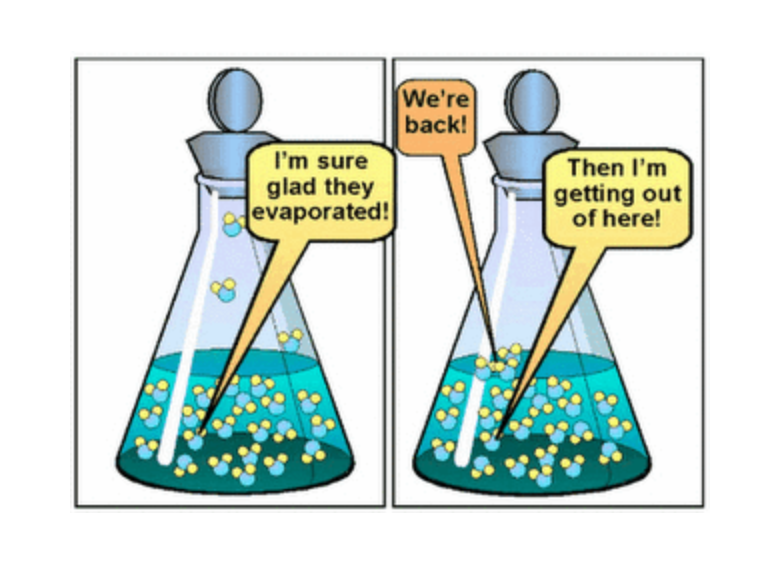 I'm sure
glad they
evaporated!
We're
back!
Then I'm
getting out
of here!